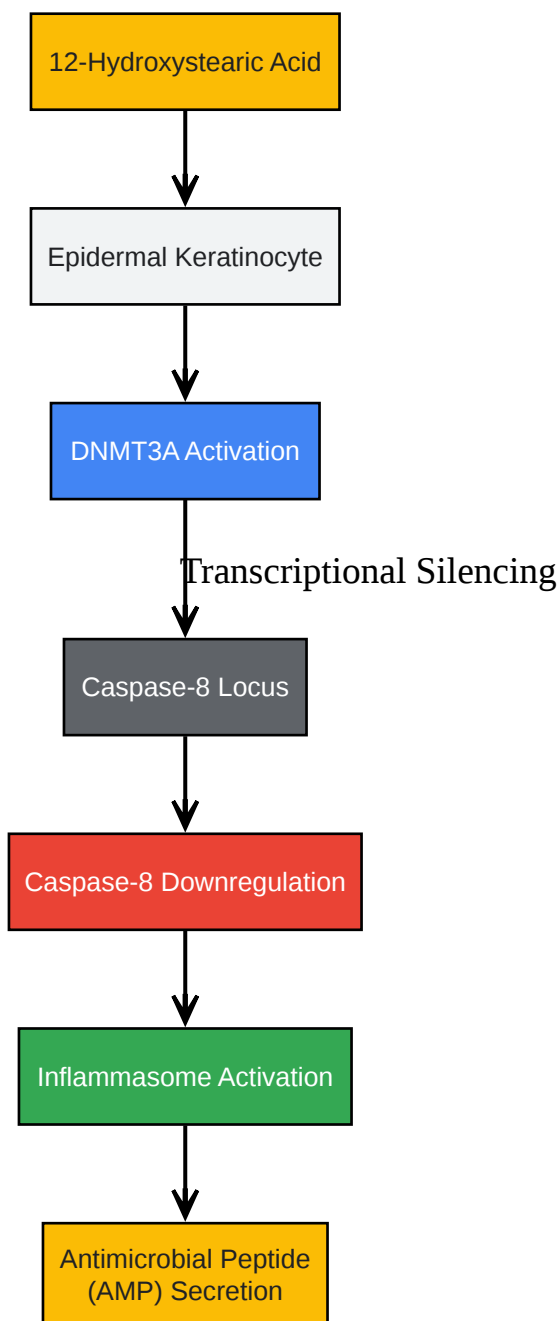 12-Hydroxystearic Acid
Epidermal Keratinocyte
DNMT3A Activation
Transcriptional Silencing
Caspase-8 Locus
Caspase-8 Downregulation
Inflammasome Activation
Antimicrobial Peptide
(AMP) Secretion